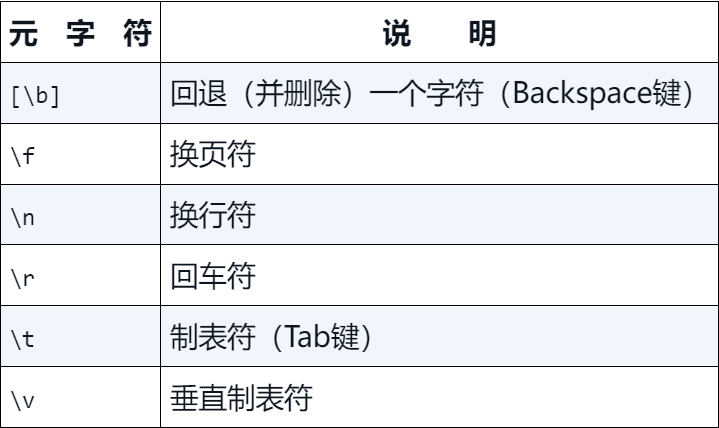 元 字 符 说 明
[\b] 回退（并删除）一个字符（Backspace键）
\f 换页符
\n 换行符
\r 回车符
\t 制表符（Tab键）
\v 垂直制表符